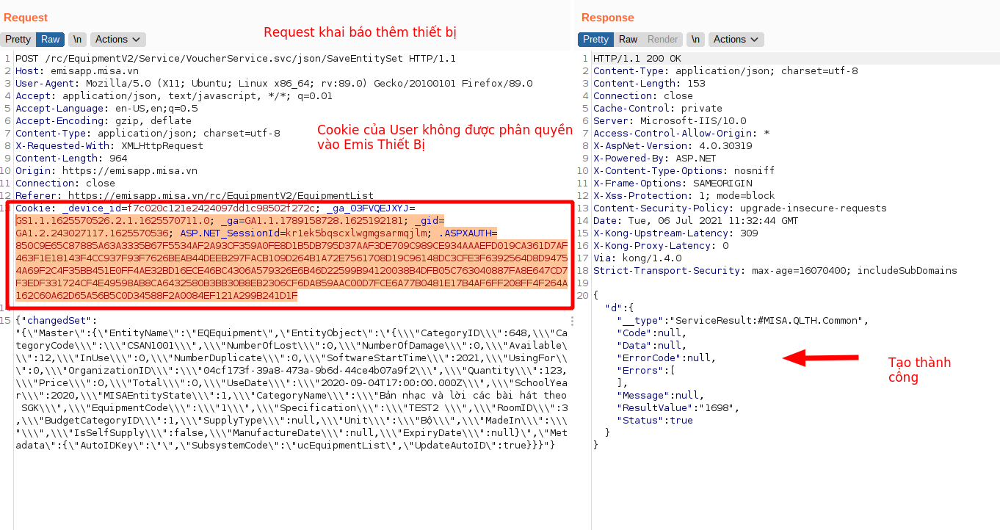 Request
Pretty Raw \n Actions
Request khai báo thêm thiết bị
1 POST /rc/EquipmentV2/Service/VoucherService.svc/json/SaveEntitySet HTTP/1.1
2 Host: emisapp.misa.vn
3 User-Agent: Mozilla/5.0 (X11; Ubuntu; Linux x86_64; rv:89.0) Gecko/20100101 Firefox/89.0
4 Accept: application/json, text/javascript, */*; q=0.01
5 Accept-Language: en-US,en;q=0.5
6 Accept-Encoding: gzip, deflate
7 Content-Type: application/json; charset=utf-8
8 X-Requested-With: XMLHttpRequest
9 Content-Length: 964
10 Origin: https://emisapp.misa.vn
11 Connection: close
12 Referer: https://emisapp.misa.vn/rc/EquipmentV2/EquipmentList
Cookie của User không được phân quyền
vào Emis Thiết Bị
13 Cookie: _device_id=f7c020c121e2424097dd1c98502f272c; _ga_03FVQEJXYJ=
GS1.1.1625570526.2.1.1625570711.0; _ga=GA1.1.1789158728.1625192181; _gid=
GA1.2.243027117.1625570536; ASP.NET_SessionId=kr1ek5bqscxlwgmgsarmqjlm; .ASPXAUTH=
850C9E65C87885A63A3335B67F5534AF2A93CF359A0FE8D1B5DB795D37AAF3DE709C989CE934AAAEFD019CA361D7AF
463F1E18143F4CC937F93F7626BEAB44DEEB297FACB109D264B1A72E7561708D19C96148DC3CFE3F6392564D8D9475
4A69F2C4F35BB451E0FF4AE32BD16ECE46BC4306A579326E6B46D22599B94120038B4DFB05C763040887FA8E647CD7
F3EDF331724CF4E49598AB8CA6432580B3BB30B8EB2306CF6DA859AAC00D7FCE6A77B0481E17B4AF6FF208FF4F264A
162C60A62D65A56B5C0D34588F2A0084EF121A299B241D1F
14
15 {"changedSet":
"{\"Master\":{\"EntityName\":\"EQEquipment\",\"EntityObject\":\"{\\\"CategoryID\\\":648,\\\"Ca
tegoryCode\\\":\\\"CSAN1001\\\",\\\"NumberOfLost\\\":0,\\\"NumberOfDamage\\\":0,\\\"Available\
\\":12,\\\"InUse\\\":0,\\\"NumberDuplicate\\\":0,\\\"SoftwareStartTime\\\":2021,\\\"UsingFor\\
\":0,\\\"OrganizationID\\\":\\\"04cf173f-39a8-473a-9b6d-44ce4b07a9f2\\\",\\\"Quantity\\\":123,
\\\"Price\\\":0,\\\"Total\\\":0,\\\"UseDate\\\":\\\"2020-09-04T17:00:00.000Z\\\",\\\"SchoolYea
r\\\":2020,\\\"MISAEntityState\\\":1,\\\"CategoryName\\\":\\\"Bản nhạc và lời các bài hát theo
SGK\\\",\\\"EquipmentCode\\\":\\\"1\\\",\\\"Specification\\\":\\\"TEST2 \\\",\\\"RoomID\\\":3
,\\\"BudgetCategoryID\\\":1,\\\"SupplyType\\\":null,\\\"Unit\\\":\\\"Bộ\\\",\\\"MadeIn\\\":\\\
"\\\",\\\"IsSelfSupply\\\":false,\\\"ManufactureDate\\\":null,\\\"ExpiryDate\\\":null}\",\"Met
adata\":{\"AutoIDKey\":\"\",\"SubsystemCode\":\"ucEquipmentList\",\"UpdateAutoID\":true}}}"}
Response
Pretty Raw Render \n Actions
1 HTTP/1.1 200 OK
2 Content-Type: application/json; charset=utf-8
3 Content-Length: 153
4 Connection: close
5 Cache-Control: private
6 Server: Microsoft-IIS/10.0
7 Access-Control-Allow-Origin: *
8 X-AspNet-Version: 4.0.30319
9 X-Powered-By: ASP.NET
10 X-Content-Type-Options: nosniff
11 X-Frame-Options: SAMEORIGIN
12 X-Xss-Protection: 1; mode=block
13 Content-Security-Policy: upgrade-insecure-requests
14 Date: Tue, 06 Jul 2021 11:32:44 GMT
15 X-Kong-Upstream-Latency: 309
16 X-Kong-Proxy-Latency: 0
17 Via: kong/1.4.0
18 Strict-Transport-Security: max-age=16070400; includeSubDomains
19
20 {
"d":{
"__type":"ServiceResult:#MISA.QLTH.Common",
"Code":null,
"Data":null,
"ErrorCode":null,
"Errors":[
],
"Message":null,
"ResultValue":"1698",
"Status":true
}
}
Tạo thành
công